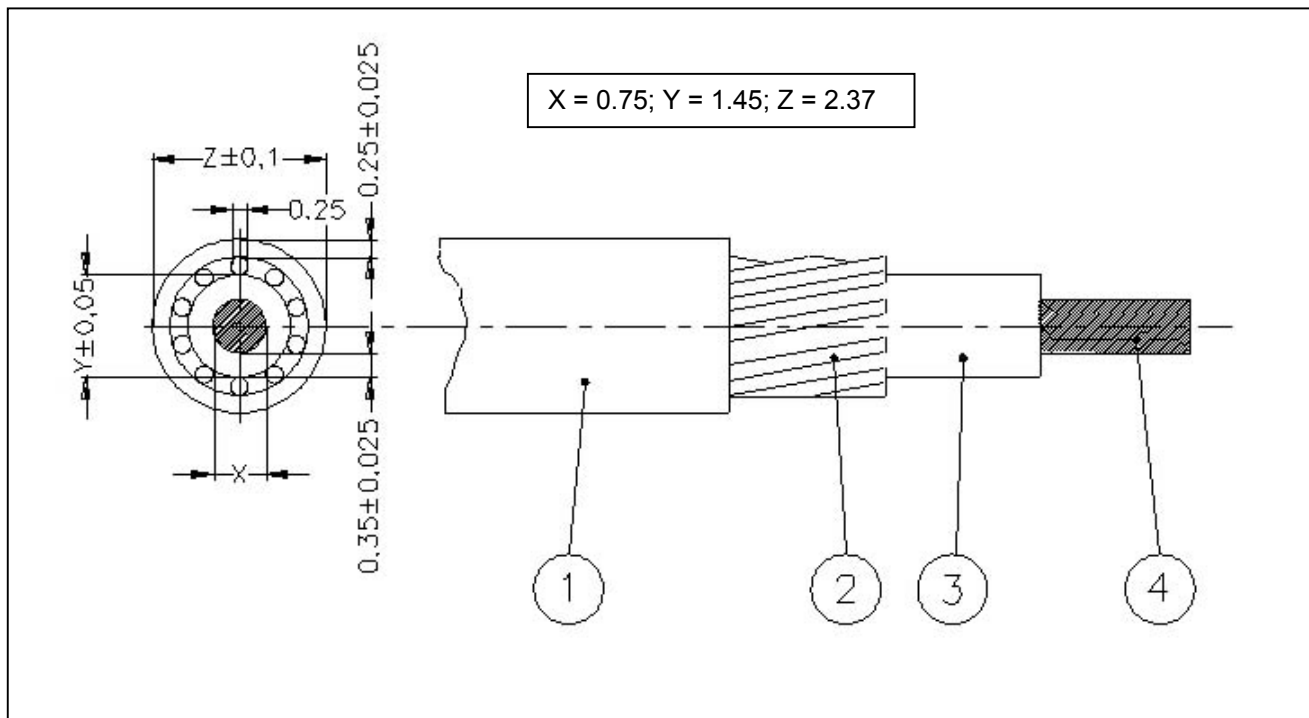 X = 0.75; Y = 1.45; Z = 2.37
0.25±0.025
Z±0,1
0.25
Y±0,05
X
0.35±0.025
1
2
3
4